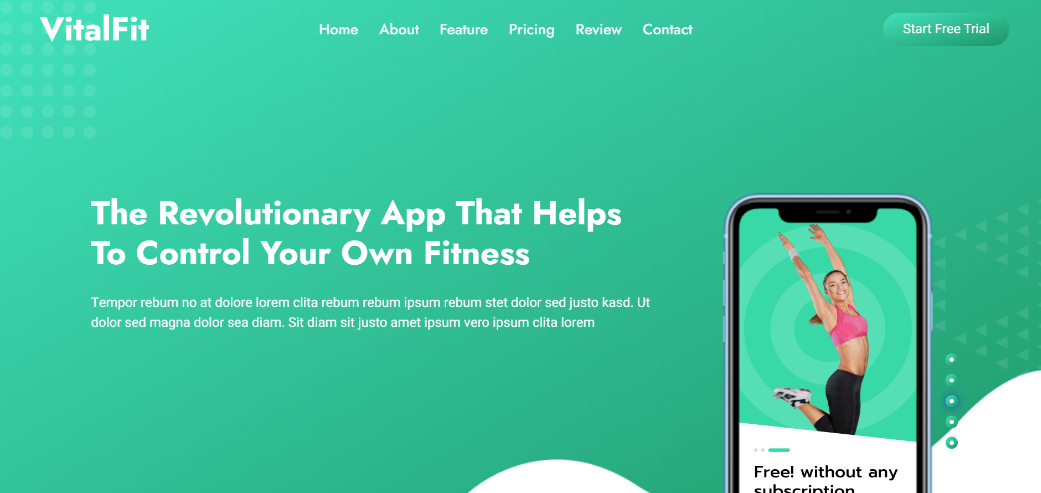 VitalFit
Home About Feature Pricing Review Contact
Start Free Trial
The Revolutionary App That Helps
To Control Your Own Fitness
Tempor rebum no at dolore lorem clita rebum rebum ipsum rebum stet dolor sed justo kasd. Ut
dolor sed magna dolor sea diam. Sit diam sit justo amet ipsum vero ipsum clita lorem
Free! without any
subscription